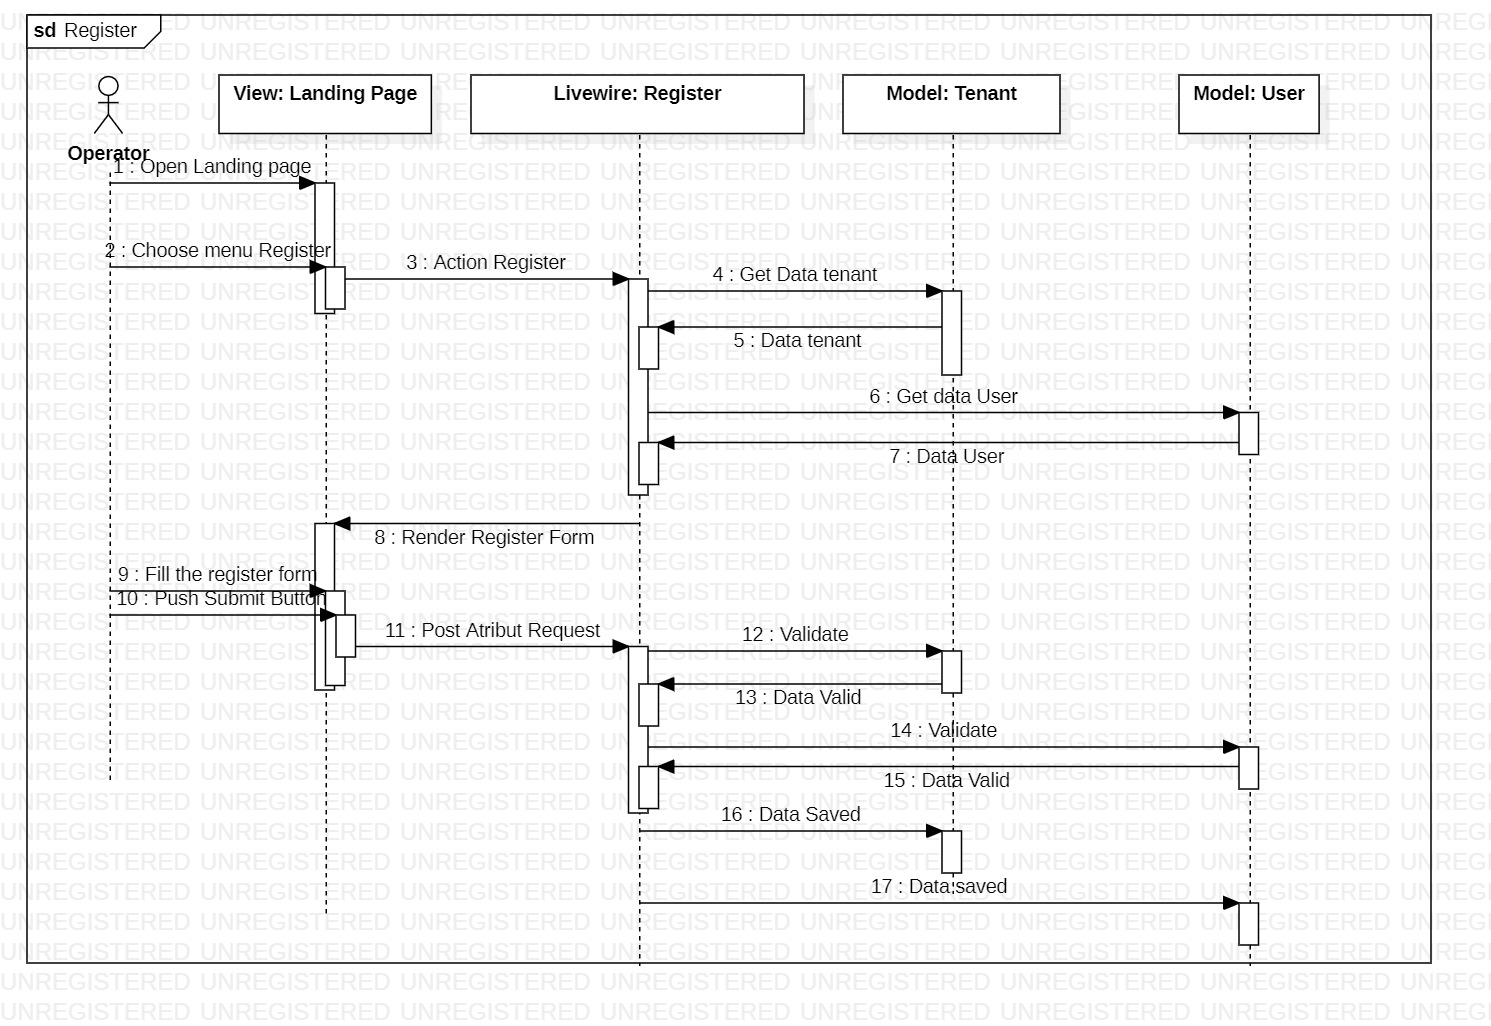 sd Register
View: Landing Page
Livewire: Register
Model: Tenant
Model: User
Operator
1 : Open Landing page
2 : Choose menu Register
3 : Action Register
4 : Get Data tenant
5 : Data tenant
6 : Get data User
7 : Data User
8 : Render Register Form
9 : Fill the register form
10 : Push Submit Button
11 : Post Atribut Request
12 : Validate
13 : Data Valid
14 : Validate
15 : Data Valid
16 : Data Saved
17 : Data saved
UNREGISTERED